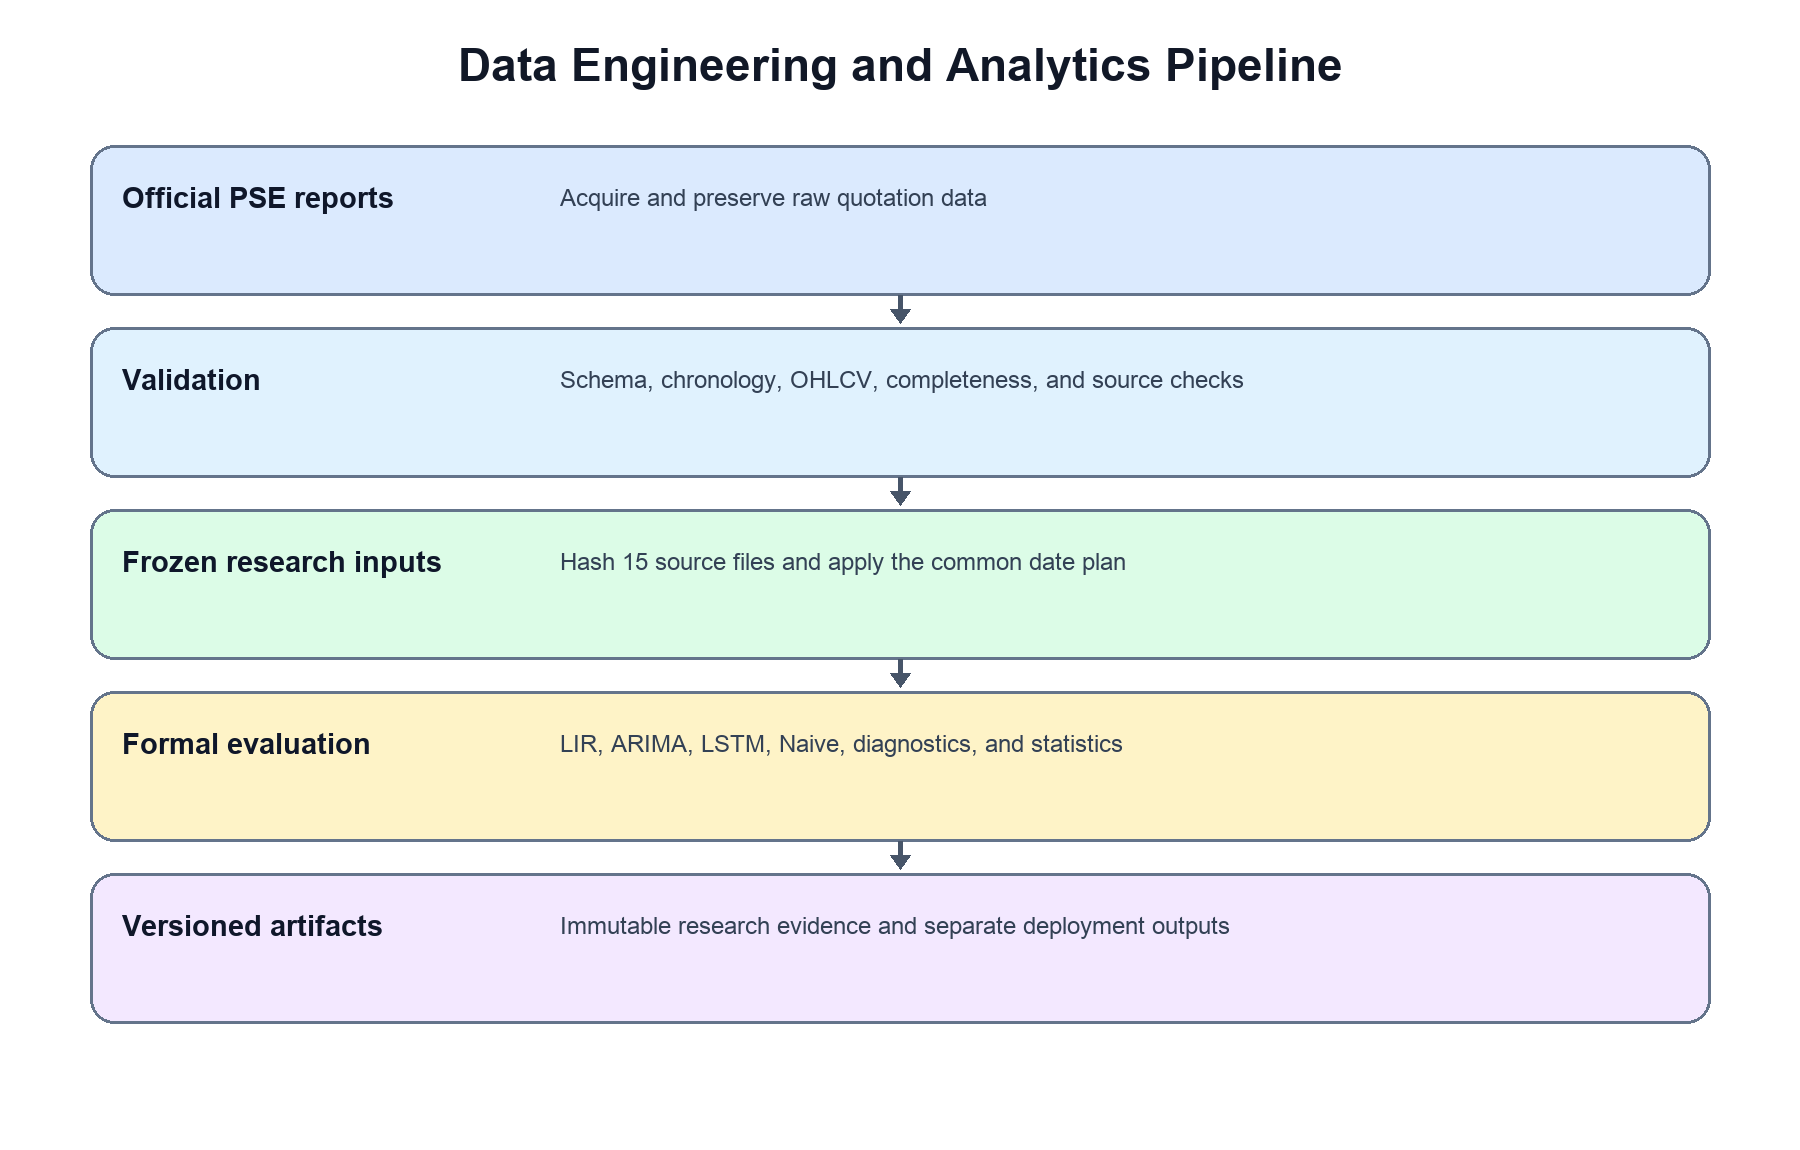 Data Engineering and Analytics Pipeline
Official PSE reports
Acquire and preserve raw quotation data
Validation
Schema, chronology, OHLCV, completeness, and source checks
Frozen research inputs
Hash 15 source files and apply the common date plan
Formal evaluation
LIR, ARIMA, LSTM, Naive, diagnostics, and statistics
Versioned artifacts
Immutable research evidence and separate deployment outputs